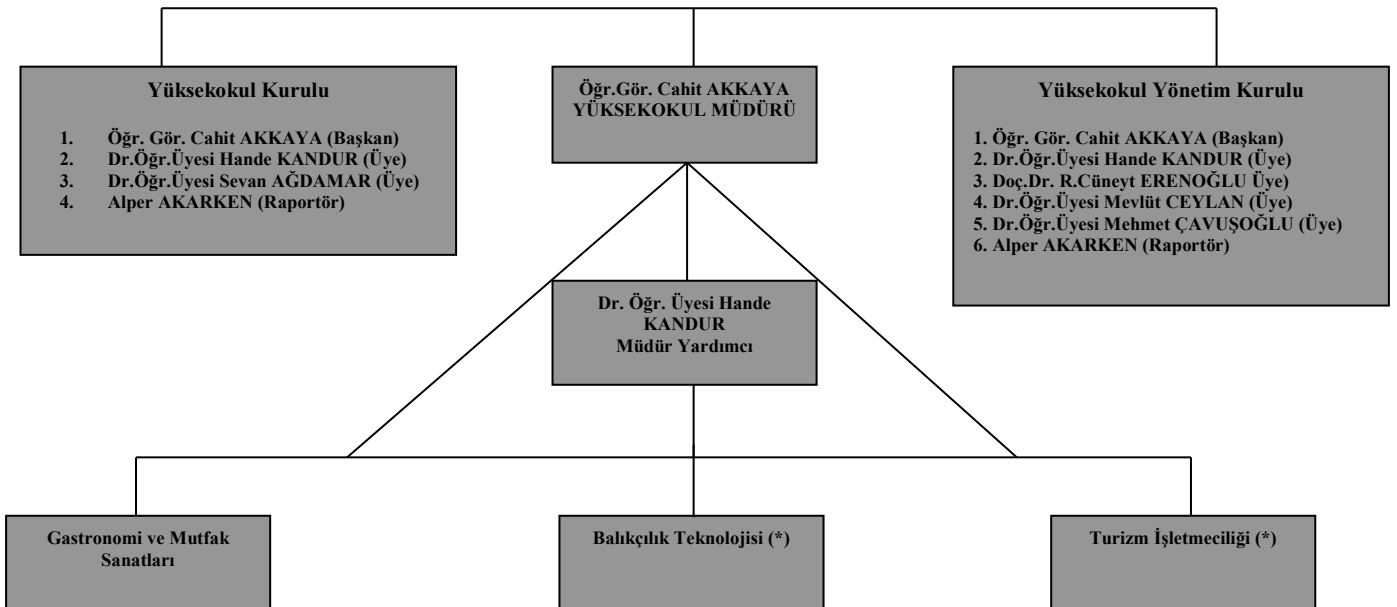 Yüksekokul Kurulu
1. Öğr. Gör. Cahit AKKAYA (Başkan)
2. Dr.Öğr.Üyesi Hande KANDUR (Üye)
3. Dr.Öğr.Üyesi Sevan AĞDAMAR (Üye)
4. Alper AKARKEN (Raportör)
Öğr.Gör. Cahit AKKAYA
YÜKSEKOKUL MÜDÜRÜ
Yüksekokul Yönetim Kurulu
1. Öğr. Gör. Cahit AKKAYA (Başkan)
2. Dr.Öğr.Üyesi Hande KANDUR (Üye)
3. Doç.Dr. R.Cüneyt ERENOĞLU Üye)
4. Dr.Öğr.Üyesi Mevlüt CEYLAN (Üye)
5. Dr.Öğr.Üyesi Mehmet ÇAVUŞOĞLU (Üye)
6. Alper AKARKEN (Raportör)
Dr. Öğr. Üyesi Hande
KANDUR
Müdür Yardımcı
Gastronomi ve Mutfak
Sanatları
Balıkçılık Teknolojisi (*)
Turizm İşletmeciliği (*)